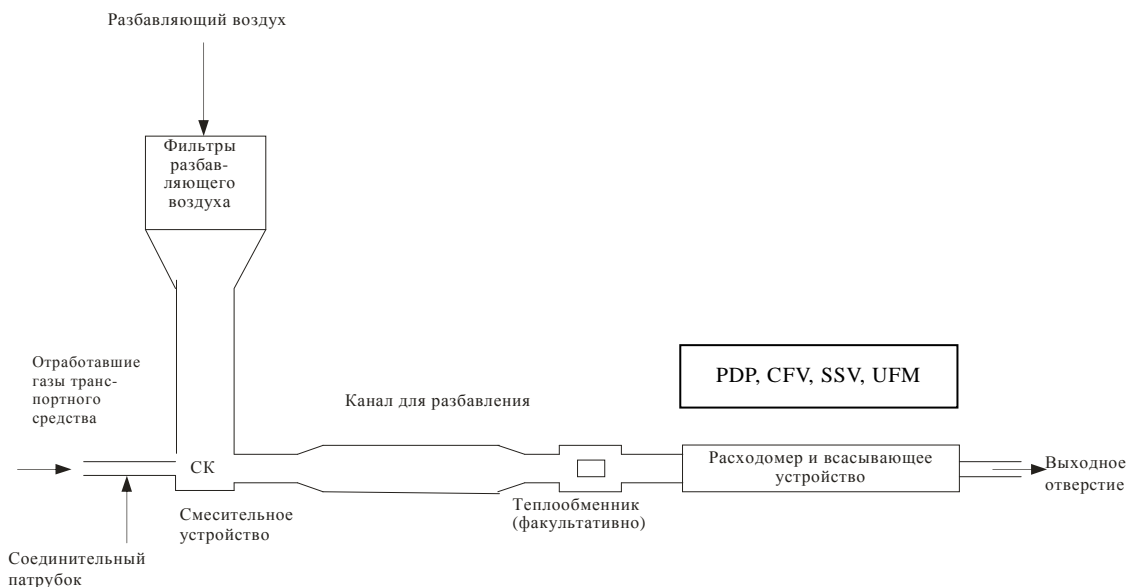 Разбавляющий воздух
Фильтры
разбав-
ляющего
воздуха
Отработавшие
газы транс-
портного
средства
PDP, CFV, SSV, UFM
Канал для разбавления
СК
Расходомер и всасывающее
устройство
Выходное
отверстие
Теплообменник
(факультативно)
Смесительное
устройство
Соединительный
патрубок